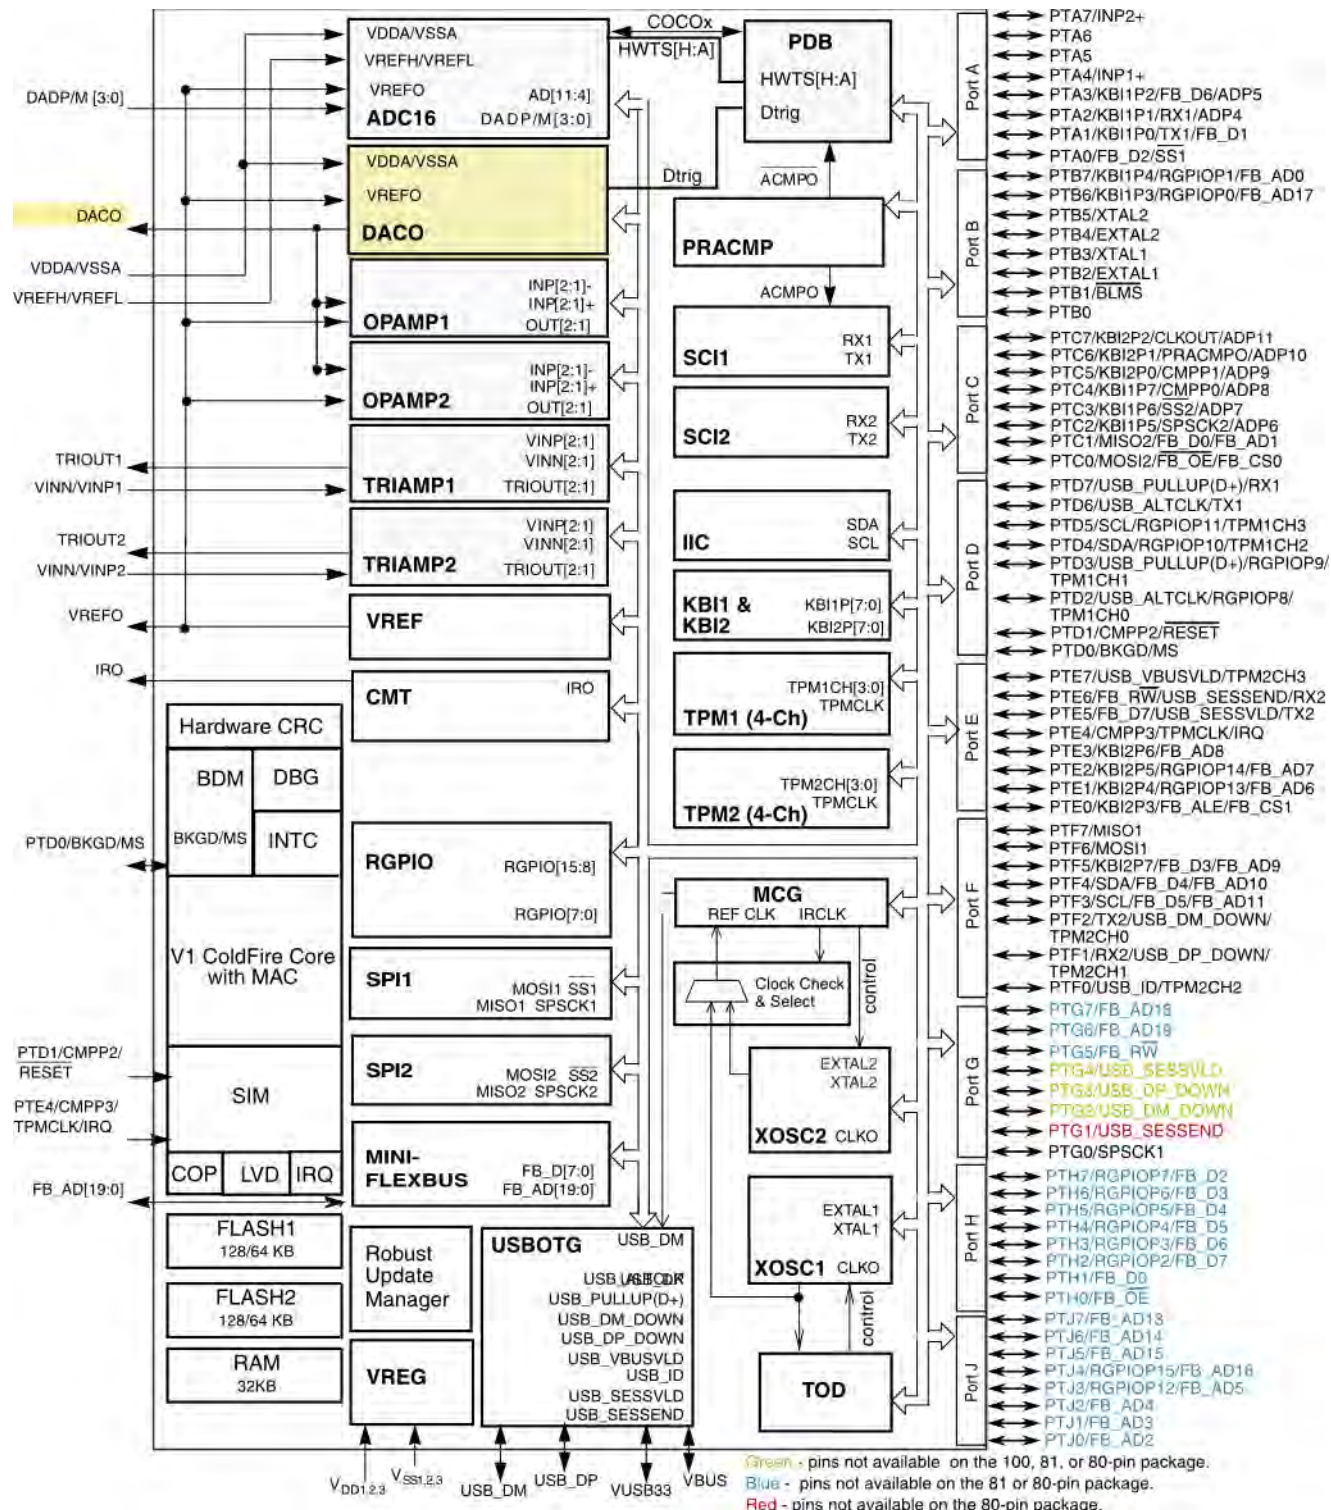 DADP/M [3:0]
DACO
VDDA/VSSA
VREFH/VREFL
TRIOUT1
VINN/VINP1
TRIOUT2
VINN/VINP2
VREFO
IRO
PTD0/BKGD/MS
PTD1/CMPP2/
RESET
PTE4/CMPP3/
TPMCLK/IRQ
FB_AD[19:0]
Hardware CRC
BDM
DBG
BKGD/MS
INTC
V1 ColdFire Core
with MAC
SIM
COP
LVD
IRQ
FLASH1
128/64 KB
FLASH2
128/64 KB
RAM
32KB
VDDA/VSSA
VREFH/VREFL
VREFO
AD[11:4]
ADC16
DADP/M[3:0]
VDDA/VSSA
VREFO
DACO
INP[2:1]-
INP[2:1]+
OPAMP1
OUT[2:1]
INP[2:1]-
INP[2:1]+
OPAMP2
OUT[2:1]
VINP[2:1]
VINN[2:1]
TRIAMP1
TRIOUT[2:1]
VINP[2:1]
VINN[2:1]
TRIAMP2
TRIOUT[2:1]
VREF
CMT
IRO
RGPIO
RGPIO[15:8]
RGPIO[7:0]
SPI1
MOSI1 SS1
MISO1 SPSCK1
SPI2
MOSI2 SS2
MISO2 SPSCK2
MINI-
FLEXBUS
FB_D[7:0]
FB_AD[19:0]
Robust
Update
Manager
VREG
VDD1,2,3
VSS1,2,3
USBOTG
USB_DM
USB_PULLUP(D+)
USB_DM_DOWN
USB_DP_DOWN
USB_VBUSVLD
USB_ID
USB_SESSVLD
USB_SESSEND
USB_DM
USB_DP
VUSB33
VBUS
COCOx
HWTS[H:A]
PDB
HWTS[H:A]
Dtrig
Dtrig
ACMPO
PRACMP
ACMPO
SCI1
RX1
TX1
SCI2
RX2
TX2
IIC
SDA
SCL
KBI1 &
KBI2
KBI1P[7:0]
KBI2P[7:0]
TPM1 (4-Ch)
TPM1CH[3:0]
TPMCLK
TPM2 (4-Ch)
TPM2CH[3:0]
TPMCLK
MCG
REF CLK
IRCLK
Clock Check
& Select
control
EXTAL2
XTAL2
XOSC2 CLKO
EXTAL1
XTAL1
XOSC1 CLKO
control
TOD
Port A
PTA7/INP2+
PTA6
PTA5
PTA4/INP1+
PTA3/KBI1P2/FB_D6/ADP5
PTA2/KBI1P1/RX1/ADP4
PTA1/KBI1P0/TX1/FB_D1
PTA0/FB_D2/SS1
Port B
PTB7/KBI1P4/RGPIOP1/FB_AD0
PTB6/KBI1P3/RGPIOP0/FB_AD17
PTB5/XTAL2
PTB4/EXTAL2
PTB3/XTAL1
PTB2/EXTAL1
PTB1/BLMS
PTB0
Port C
PTC7/KBI2P2/CLKOUT/ADP11
PTC6/KBI2P1/PRACMPO/ADP10
PTC5/KBI2P0/CMPP1/ADP9
PTC4/KBI1P7/CMPP0/ADP8
PTC3/KBI1P6/SS2/ADP7
PTC2/KBI1P5/SPSCK2/ADP6
PTC1/MISO2/FB_D0/FB_AD1
PTC0/MOSI2/FB_OE/FB_CS0
Port D
PTD7/USB_PULLUP(D+)/RX1
PTD6/USB_ALTCLK/TX1
PTD5/SCL/RGPIOP11/TPM1CH3
PTD4/SDA/RGPIOP10/TPM1CH2
PTD3/USB_PULLUP(D+)/RGPIOP9/
TPM1CH1
PTD2/USB_ALTCLK/RGPIOP8/
TPM1CH0
PTD1/CMPP2/RESET
PTD0/BKGD/MS
Port E
PTE7/USB_VBUSVLD/TPM2CH3
PTE6/FB_RW/USB_SESSEND/RX2
PTE5/FB_D7/USB_SESSVLD/TX2
PTE4/CMPP3/TPMCLK/IRQ
PTE3/KBI2P6/FB_AD8
PTE2/KBI2P5/RGPIOP14/FB_AD7
PTE1/KBI2P4/RGPIOP13/FB_AD6
PTE0/KBI2P3/FB_ALE/FB_CS1
Port F
PTF7/MISO1
PTF6/MOSI1
PTF5/KBI2P7/FB_D3/FB_AD9
PTF4/SDA/FB_D4/FB_AD10
PTF3/SCL/FB_D5/FB_AD11
PTF2/TX2/USB_DM_DOWN/
TPM2CH0
PTF1/RX2/USB_DP_DOWN/
TPM2CH1
PTF0/USB_ID/TPM2CH2
Port G
PTG7/FB_AD18
PTG6/FB_AD19
PTG5/FB_RW
PTG4/USB_SESSVLD
PTG3/USB_DP_DOWN
PTG2/USB_DM_DOWN
PTG1/USB_SESSEND
PTG0/SPSCK1
Port H
PTH7/RGPIOP7/FB_D2
PTH6/RGPIOP6/FB_D3
PTH5/RGPIOP5/FB_D4
PTH4/RGPIOP4/FB_D5
PTH3/RGPIOP3/FB_D6
PTH2/RGPIOP2/FB_D7
PTH1/FB_D0
PTH0/FB_OE
Port J
PTJ7/FB_AD13
PTJ6/FB_AD14
PTJ5/FB_AD15
PTJ4/RGPIOP15/FB_AD16
PTJ3/RGPIOP12/FB_AD5
PTJ2/FB_AD4
PTJ1/FB_AD3
PTJ0/FB_AD2
Green - pins not available on the 100, 81, or 80-pin package.
Blue - pins not available on the 81 or 80-pin package.
Red - pins not available on the 80-pin package.